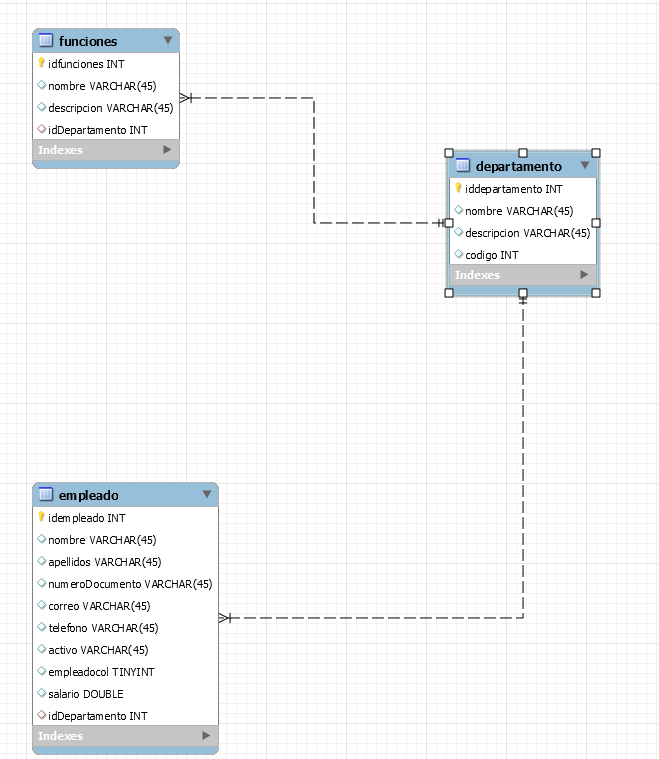 funciones
idfunciones INT
nombre VARCHAR(45)
descripcion VARCHAR(45)
idDepartamento INT
Indexes
departamento
iddepartamento INT
nombre VARCHAR(45)
descripcion VARCHAR(45)
codigo INT
Indexes
empleado
idempleado INT
nombre VARCHAR(45)
apellidos VARCHAR(45)
numeroDocumento VARCHAR(45)
correo VARCHAR(45)
telefono VARCHAR(45)
activo VARCHAR(45)
empleadocol TINYINT
salario DOUBLE
idDepartamento INT
Indexes